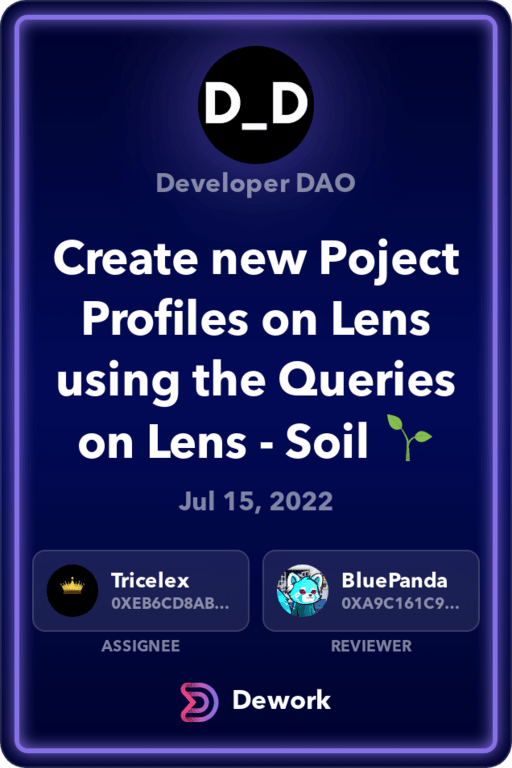 D_D
Developer DAO
Create new Poject
Profiles on Lens
using the Queries
on Lens - Soil 🌱
Jul 15, 2022
Tricelex
0XEB6CD8AB...
ASSIGNEE
BluePanda
0XA9C161C9...
REVIEWER
Dework